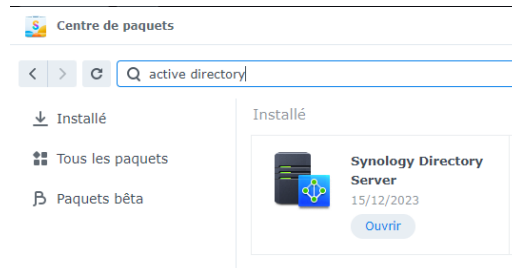 Centre de paquets
active directory
Installé
Installé
Tous les paquets
Paquets bêta
Synology Directory
Server
15/12/2023
Ouvrir